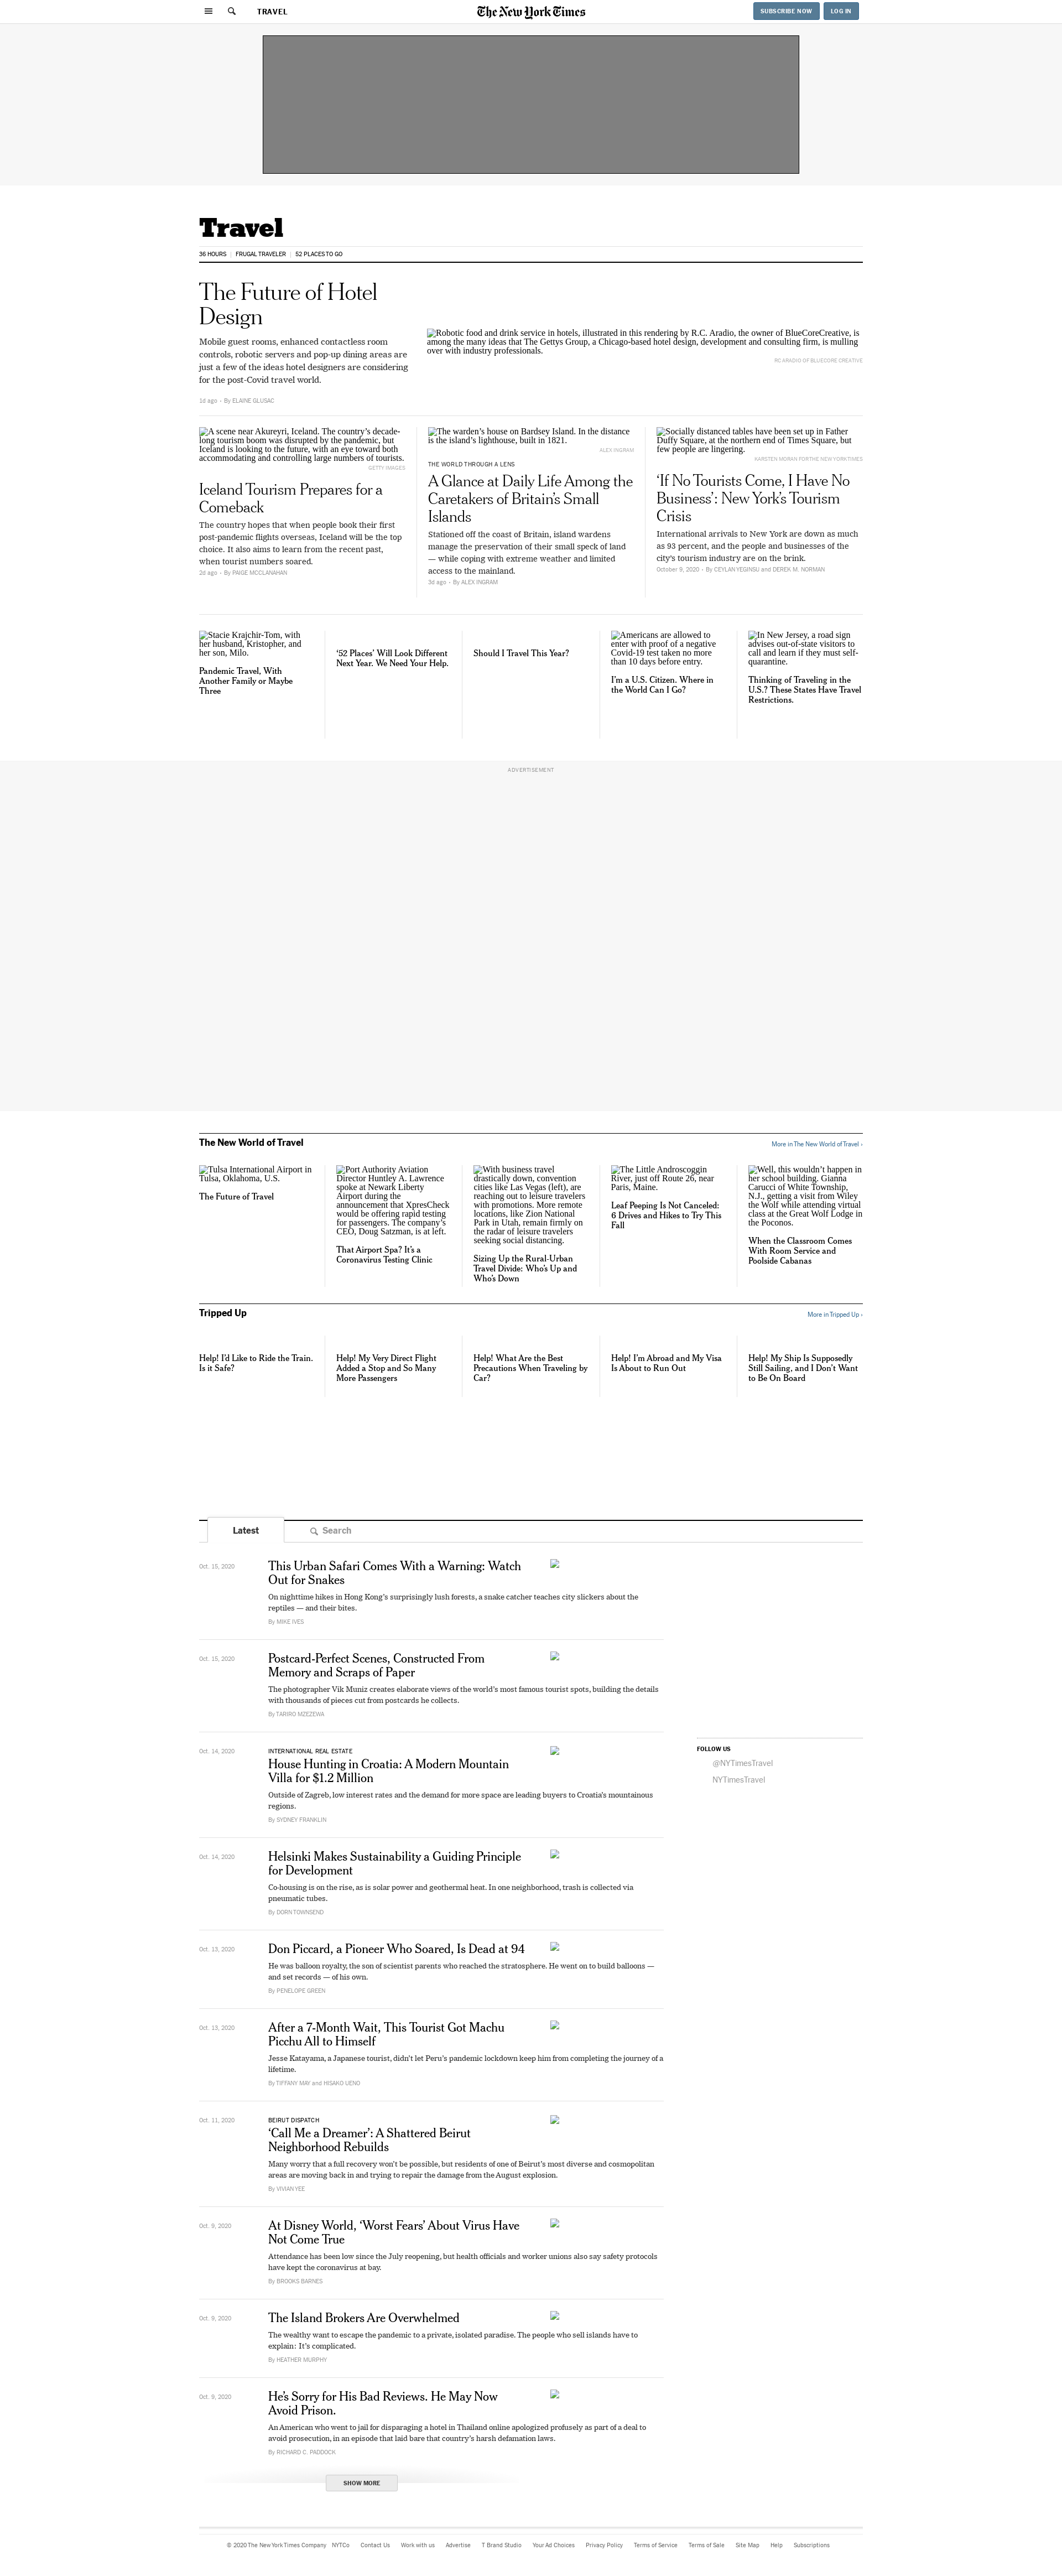 TRAVEL
The New York Times
SUBSCRIBE NOW
LOG IN
Travel
36 HOURS
FRUGAL TRAVELER
52 PLACES TO GO
The Future of Hotel
Design
Mobile guest rooms, enhanced contactless room
controls, robotic servers and pop-up dining areas are
just a few of the ideas hotel designers are considering
for the post-Covid travel world.
1d ago • By ELAINE GLUSAC
Robotic food and drink service in hotels, illustrated in this rendering by R.C. Aradio, the owner of BlueCoreCreative, is
among the many ideas that The Gettys Group, a Chicago-based hotel design, development and consulting firm, is mulling
over with industry professionals.
RC ARADIO OF BLUECORE CREATIVE
A scene near Akureyri, Iceland. The country's decade-
long tourism boom was disrupted by the pandemic, but
Iceland is looking to the future, with an eye toward both
accommodating and controlling large numbers of tourists.
GETTY IMAGES
Iceland Tourism Prepares for a
Comeback
The country hopes that when people book their first
post-pandemic flights overseas, Iceland will be the top
choice. It also aims to learn from the recent past,
when tourist numbers soared.
2d ago • By PAIGE MCCLANAHAN
The warden's house on Bardsey Island. In the distance
is the island's lighthouse, built in 1821.
ALEX INGRAM
THE WORLD THROUGH A LENS
A Glance at Daily Life Among the
Caretakers of Britain's Small
Islands
Stationed off the coast of Britain, island wardens
manage the preservation of their small speck of land
— while coping with extreme weather and limited
access to the mainland.
3d ago • By ALEX INGRAM
Socially distanced tables have been set up in Father
Duffy Square, at the northern end of Times Square, but
few people are lingering.
KARSTEN MORAN FOR THE NEW YORK TIMES
‘If No Tourists Come, I Have No
Business’: New York's Tourism
Crisis
International arrivals to New York are down as much
as 93 percent, and the people and businesses of the
city's tourism industry are on the brink.
October 9, 2020 • By CEYLAN YEGINSU and DEREK M. NORMAN
Stacie Krajchir-Tom, with
her husband, Kristopher, and
her son, Milo.
Pandemic Travel, With
Another Family or Maybe
Three
‘52 Places’ Will Look Different
Next Year. We Need Your Help.
Should I Travel This Year?
Americans are allowed to
enter with proof of a negative
Covid-19 test taken no more
than 10 days before entry.
I'm a U.S. Citizen. Where in
the World Can I Go?
In New Jersey, a road sign
advises out-of-state visitors to
call and learn if they must self-
quarantine.
Thinking of Traveling in the
U.S.? These States Have Travel
Restrictions.
ADVERTISEMENT
The New World of Travel
More in The New World of Travel ›
Tulsa International Airport in
Tulsa, Oklahoma, U.S.
The Future of Travel
Port Authority Aviation
Director Huntley A. Lawrence
spoke at Newark Liberty
Airport during the
announcement that XpresCheck
would be offering rapid testing
for passengers. The company's
CEO, Doug Satzman, is at left.
That Airport Spa? It's a
Coronavirus Testing Clinic
With business travel
drastically down, convention
cities like Las Vegas (left), are
reaching out to leisure travelers
with promotions. More remote
locations, like Zion National
Park in Utah, remain firmly on
the radar of leisure travelers
seeking social distancing.
Sizing Up the Rural-Urban
Travel Divide: Who's Up and
Who's Down
The Little Androscoggin
River, just off Route 26, near
Paris, Maine.
Leaf Peeping Is Not Canceled:
6 Drives and Hikes to Try This
Fall
Well, this wouldn't happen in
her school building. Gianna
Carucci of White Township,
N.J., getting a visit from Wiley
the Wolf while attending virtual
class at the Great Wolf Lodge in
the Poconos.
When the Classroom Comes
With Room Service and
Poolside Cabanas
Tripped Up
More in Tripped Up ›
Help! I'd Like to Ride the Train.
Is it Safe?
Help! My Very Direct Flight
Added a Stop and So Many
More Passengers
Help! What Are the Best
Precautions When Traveling by
Car?
Help! I'm Abroad and My Visa
Is About to Run Out
Help! My Ship Is Supposedly
Still Sailing, and I Don't Want
to Be On Board
Latest
Search
Oct. 15, 2020
This Urban Safari Comes With a Warning: Watch
Out for Snakes
On nighttime hikes in Hong Kong's surprisingly lush forests, a snake catcher teaches city slickers about the
reptiles — and their bites.
By MIKE IVES
Oct. 15, 2020
Postcard-Perfect Scenes, Constructed From
Memory and Scraps of Paper
The photographer Vik Muniz creates elaborate views of the world's most famous tourist spots, building the details
with thousands of pieces cut from postcards he collects.
By TARIRO MZEZEWA
Oct. 14, 2020
INTERNATIONAL REAL ESTATE
House Hunting in Croatia: A Modern Mountain
Villa for $1.2 Million
Outside of Zagreb, low interest rates and the demand for more space are leading buyers to Croatia's mountainous
regions.
By SYDNEY FRANKLIN
FOLLOW US
@NYTimesTravel
NYTimesTravel
Oct. 14, 2020
Helsinki Makes Sustainability a Guiding Principle
for Development
Co-housing is on the rise, as is solar power and geothermal heat. In one neighborhood, trash is collected via
pneumatic tubes.
By DORN TOWNSEND
Oct. 13, 2020
Don Piccard, a Pioneer Who Soared, Is Dead at 94
He was balloon royalty, the son of scientist parents who reached the stratosphere. He went on to build balloons —
and set records — of his own.
By PENELOPE GREEN
Oct. 13, 2020
After a 7-Month Wait, This Tourist Got Machu
Picchu All to Himself
Jesse Katayama, a Japanese tourist, didn't let Peru's pandemic lockdown keep him from completing the journey of a
lifetime.
By TIFFANY MAY and HISAKO UENO
Oct. 11, 2020
BEIRUT DISPATCH
‘Call Me a Dreamer’: A Shattered Beirut
Neighborhood Rebuilds
Many worry that a full recovery won't be possible, but residents of one of Beirut's most diverse and cosmopolitan
areas are moving back in and trying to repair the damage from the August explosion.
By VIVIAN YEE
Oct. 9, 2020
At Disney World, ‘Worst Fears’ About Virus Have
Not Come True
Attendance has been low since the July reopening, but health officials and worker unions also say safety protocols
have kept the coronavirus at bay.
By BROOKS BARNES
Oct. 9, 2020
The Island Brokers Are Overwhelmed
The wealthy want to escape the pandemic to a private, isolated paradise. The people who sell islands have to
explain: It's complicated.
By HEATHER MURPHY
Oct. 9, 2020
He's Sorry for His Bad Reviews. He May Now
Avoid Prison.
An American who went to jail for disparaging a hotel in Thailand online apologized profusely as part of a deal to
avoid prosecution, in an episode that laid bare that country's harsh defamation laws.
By RICHARD C. PADDOCK
SHOW MORE
© 2020 The New York Times Company NYTCo Contact Us Work with us Advertise T Brand Studio Your Ad Choices Privacy Policy Terms of Service Terms of Sale Site Map Help Subscriptions